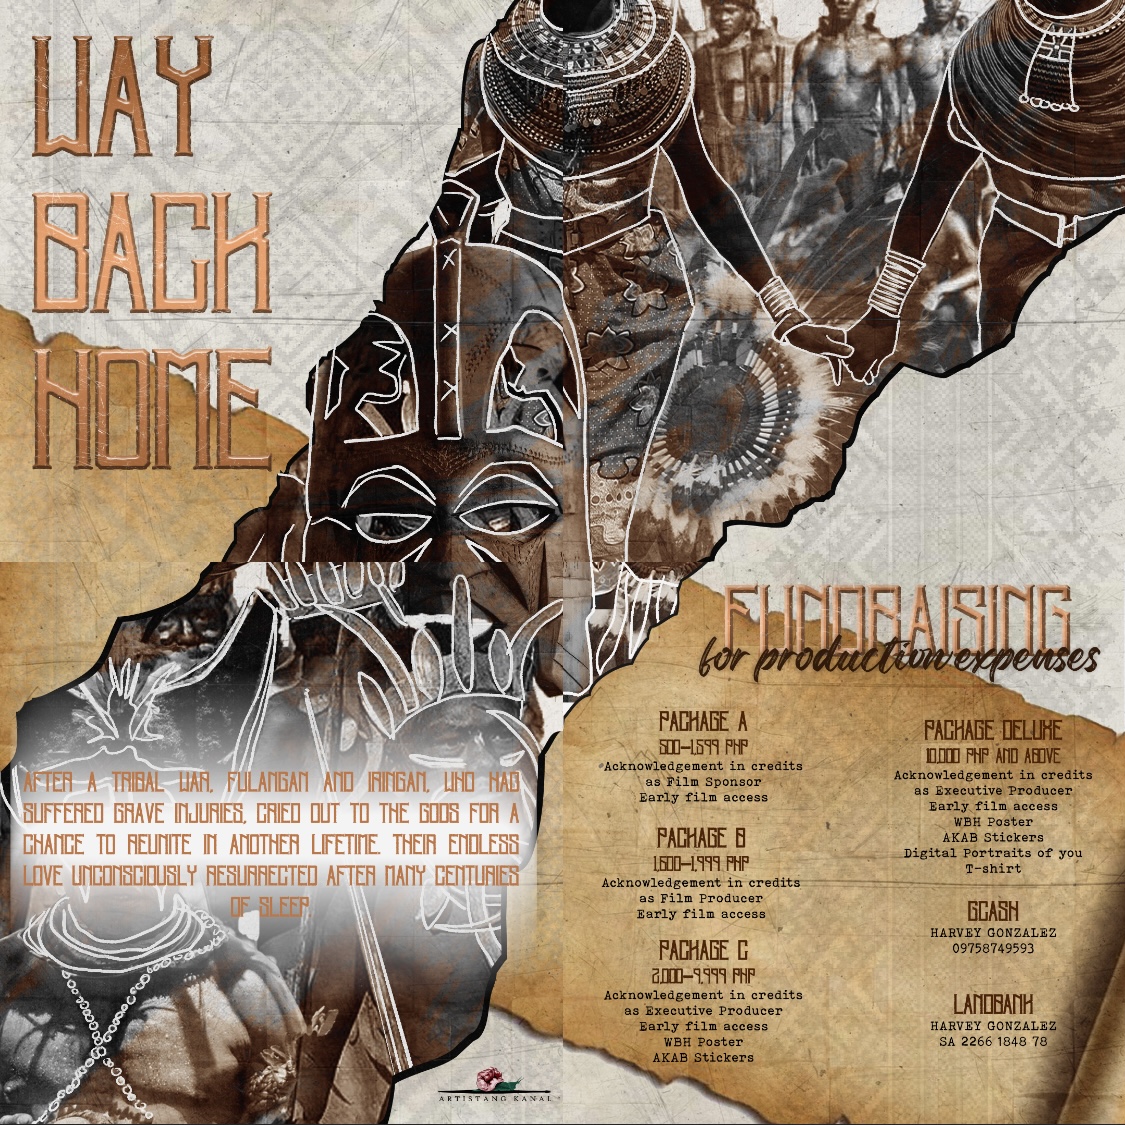 WAY
BACK
HOME
AFTER A TRIBAL WAR, FULANGAN AND IRINGAN, WHO HAD
SUFFERED GRAVE INJURIES, CRIED OUT TO THE GODS FOR A
CHANCE TO REUNITE IN ANOTHER LIFETIME. THEIR ENDLESS
LOVE UNCONSCIOUSLY RESURRECTED AFTER MANY CENTURIES
OF SLEEP.
ARTISTANG KANAL
FUNDRAISING
for production expenses
PACKAGE A
500-1,599 PHP
Acknowledgement in credits
as Film Sponsor
Early film access
PACKAGE B
1,600-1,999 PHP
Acknowledgement in credits
as Film Producer
Early film access
PACKAGE C
2,000-9,999 PHP
Acknowledgement in credits
as Executive Producer
Early film access
WBH Poster
AKAB Stickers
PACKAGE DELUXE
10,000 PHP AND ABOVE
Acknowledgement in credits
as Executive Producer
Early film access
WBH Poster
AKAB Stickers
Digital Portraits of you
T-shirt
GCASH
HARVEY GONZALEZ
09758749593
LANDBANK
HARVEY GONZALEZ
SA 2266 1848 78